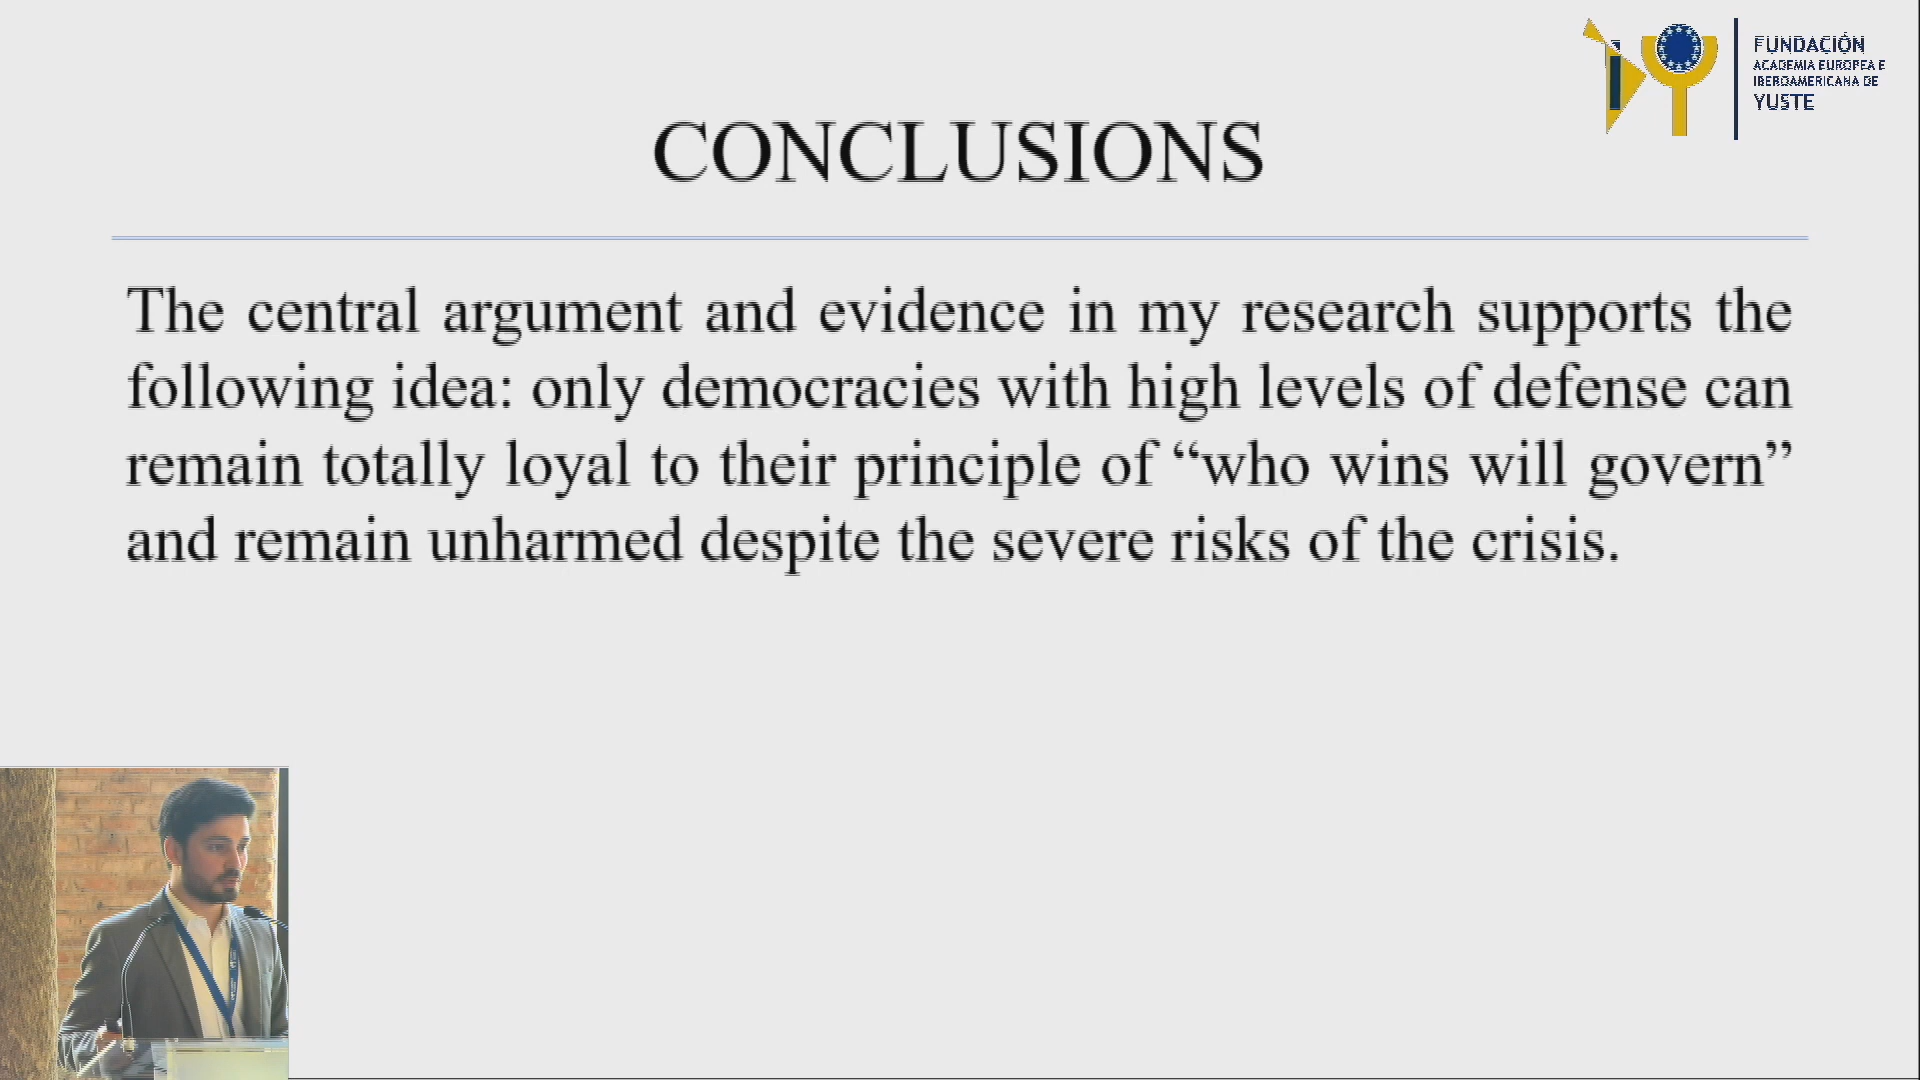 FUNDACIÓN
ACADEMIA EUROPEA E
IBEROAMERICANA DE
YUSTE
CONCLUSIONS
The central argument and evidence in my research supports the
following idea: only democracies with high levels of defense can
remain totally loyal to their principle of “who wins will govern”
and remain unharmed despite the severe risks of the crisis.